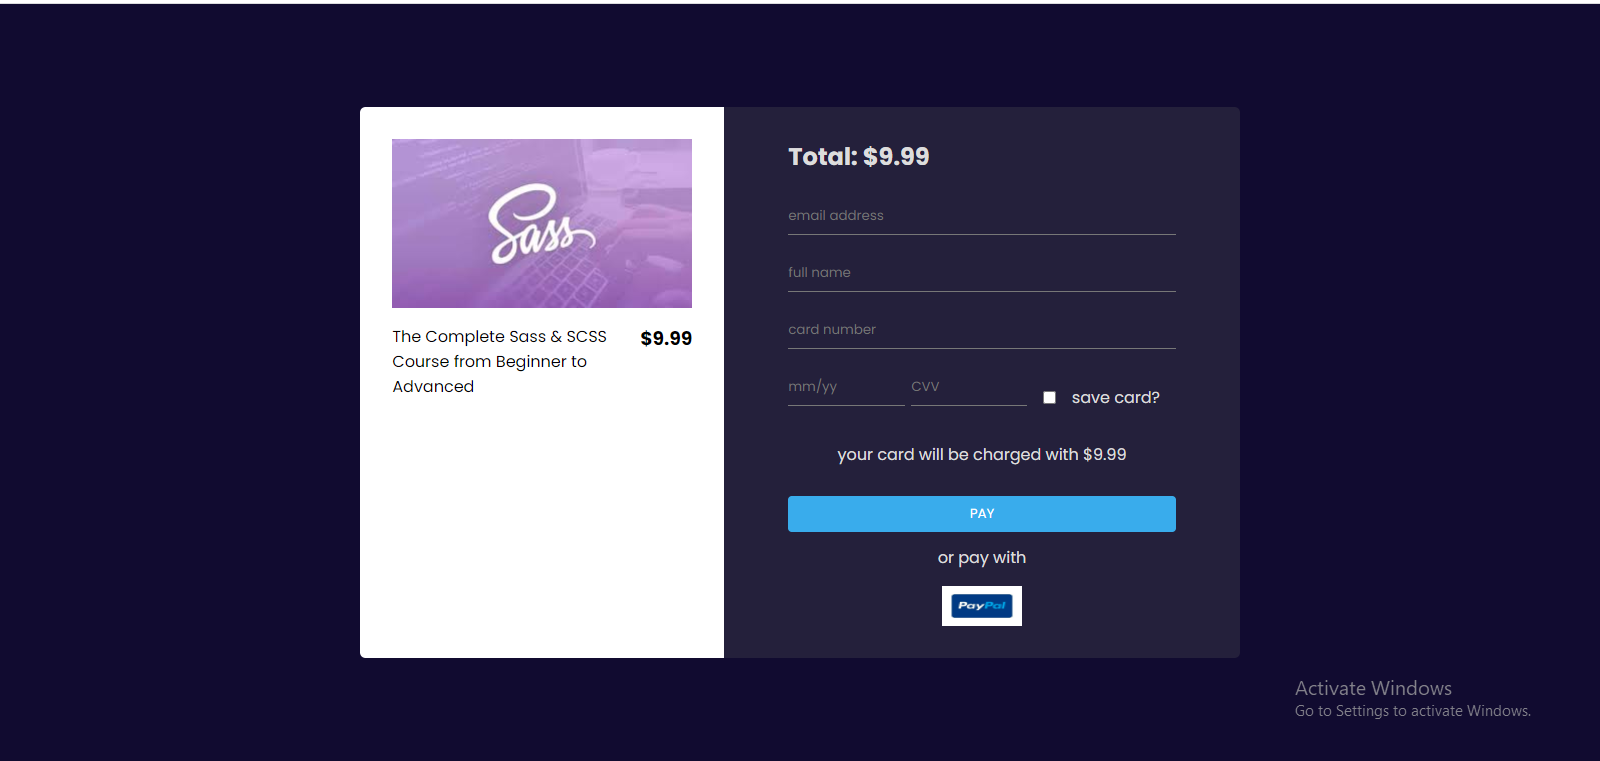 Sass
The Complete Sass & SCSS
Course from Beginner to
Advanced
$9.99
Total: $9.99
email address
full name
card number
mm/yy
CVV
save card?
your card will be charged with $9.99
PAY
or pay with
PayPal
Activate Windows
Go to Settings to activate Windows.